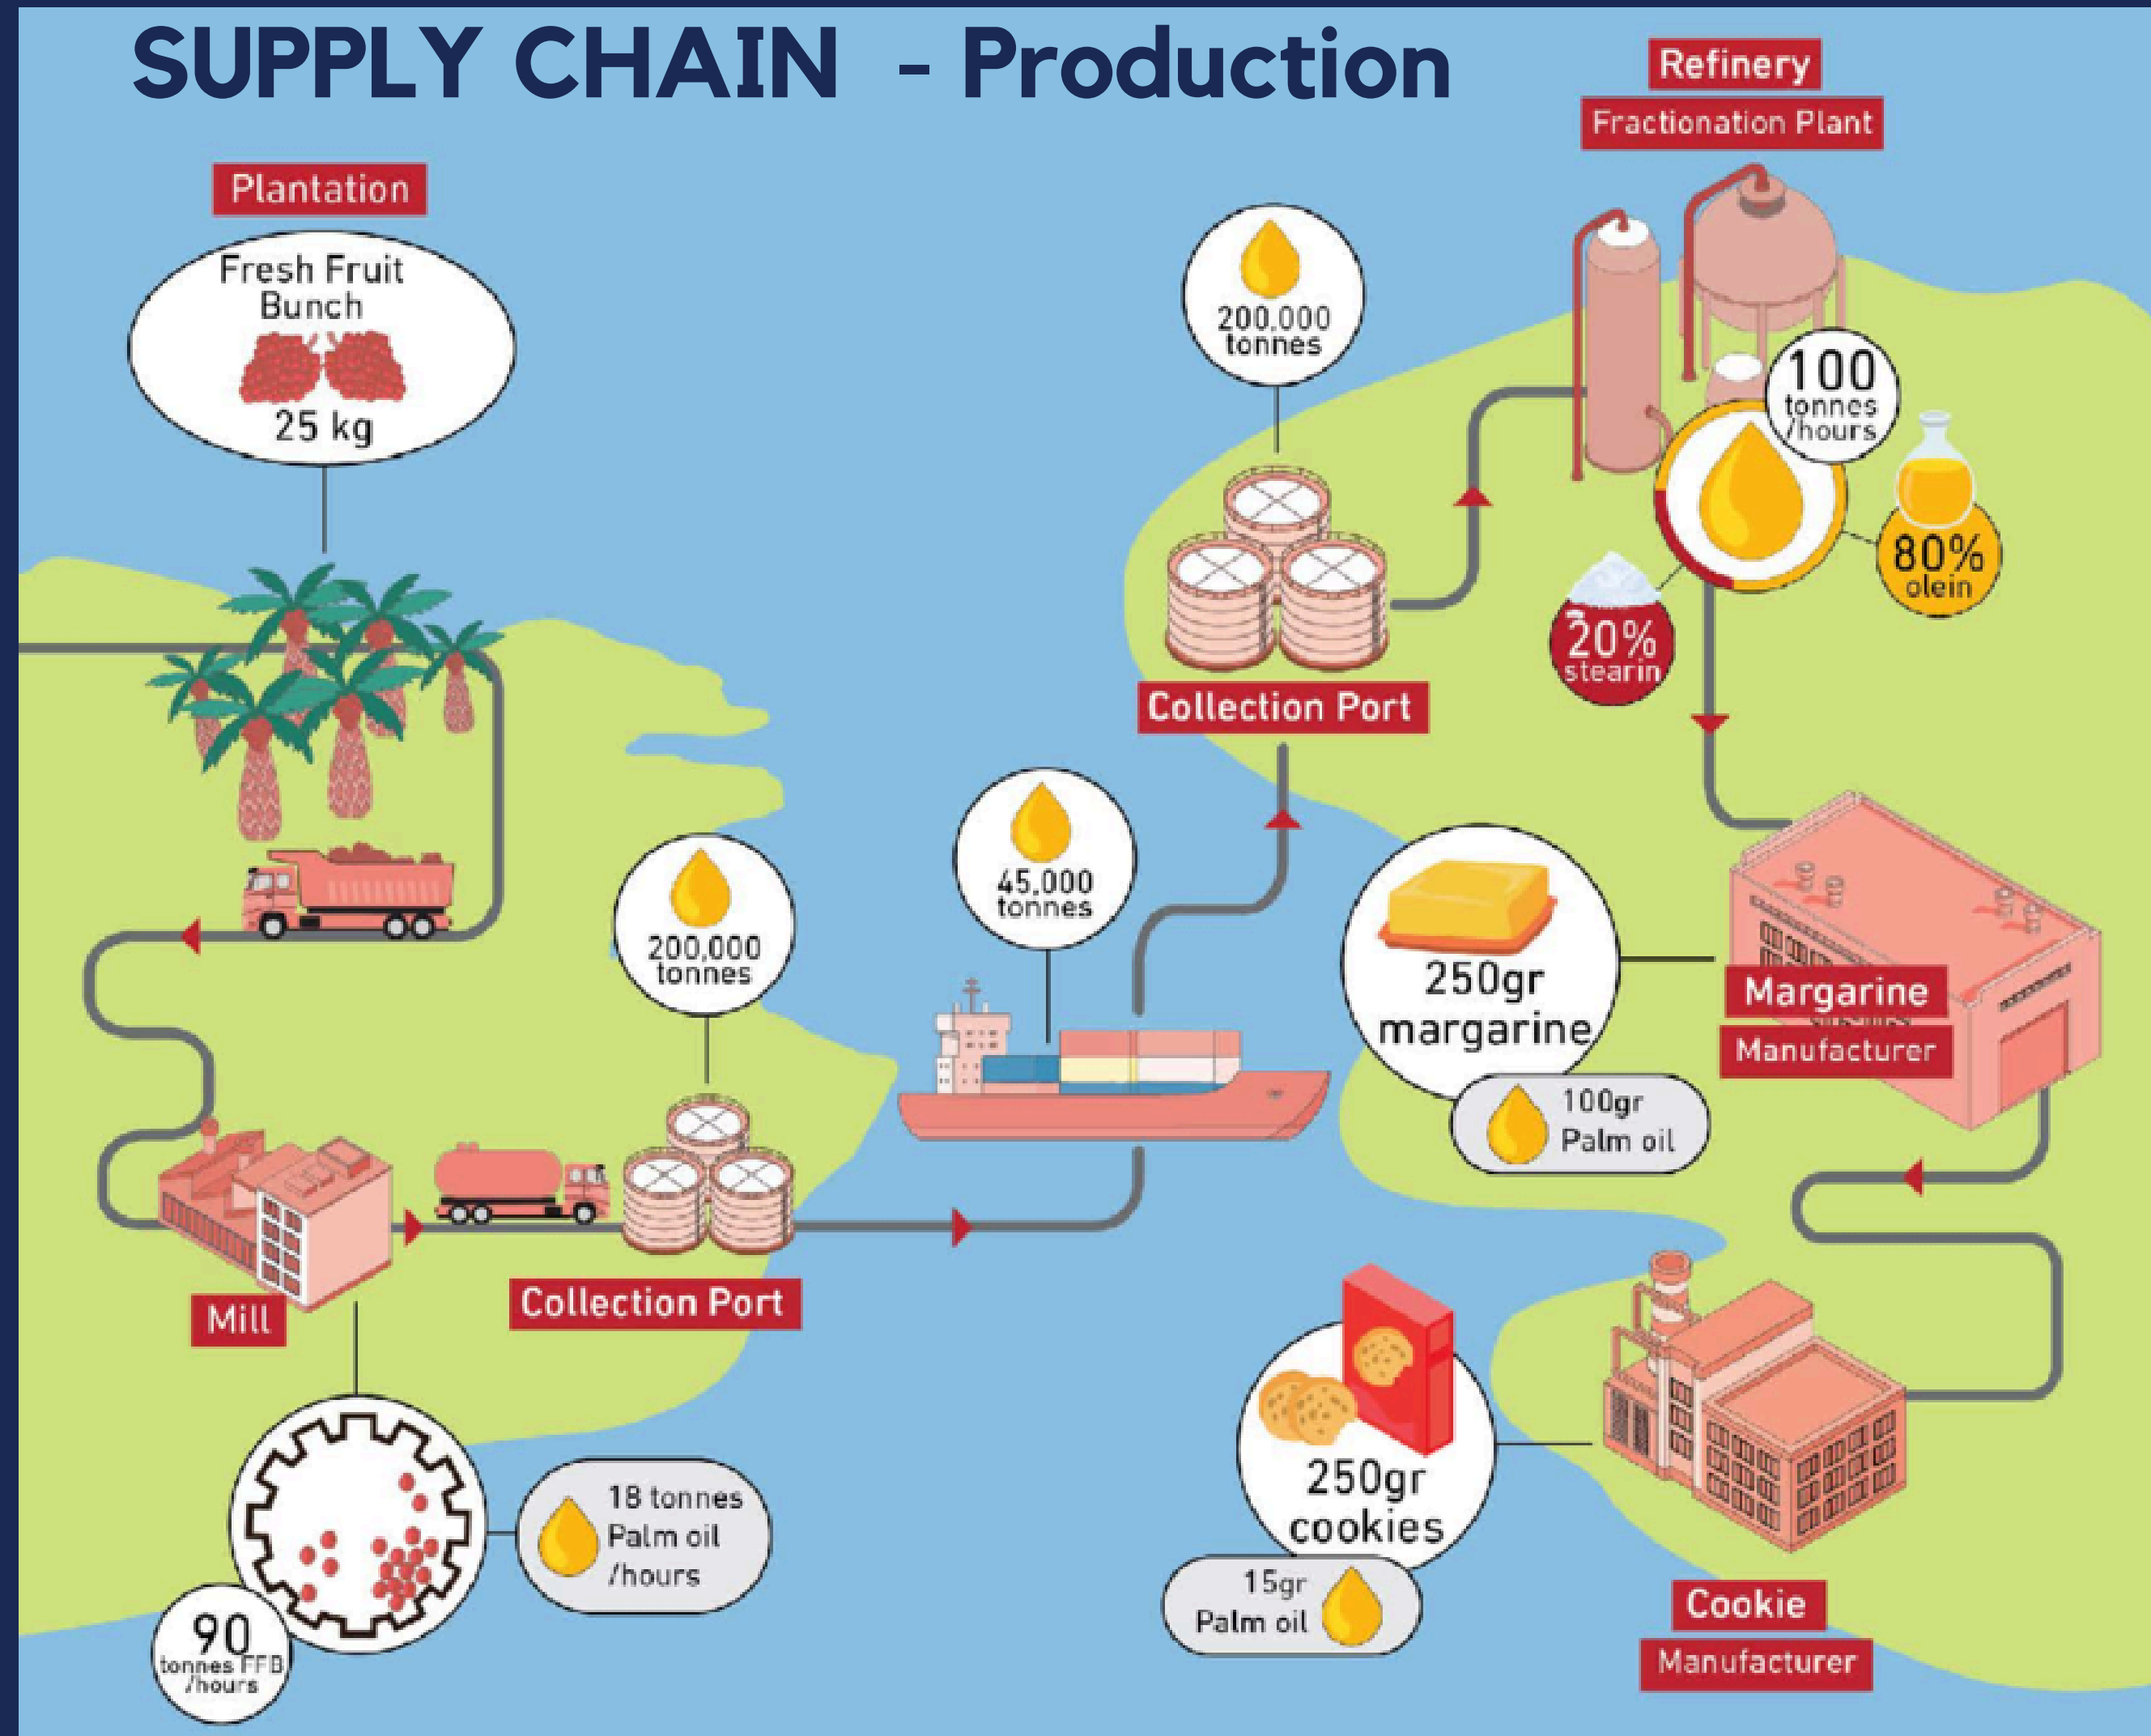 SUPPLY CHAIN - Production
Refinery
Fractionation Plant
Plantation
Fresh Fruit
Bunch
25 kg
200,000
tonnes
100
tonnes
/hours
80%
olein
20%
stearin
Collection Port
45,000
tonnes
200,000
tonnes
250gr
margarine
100gr
Palm oil
Margarine
Manufacturer
Mill
Collection Port
18 tonnes
Palm oil
/hours
90
tonnes FFB
/hours
250gr
cookies
15gr
Palm oil
Cookie
Manufacturer